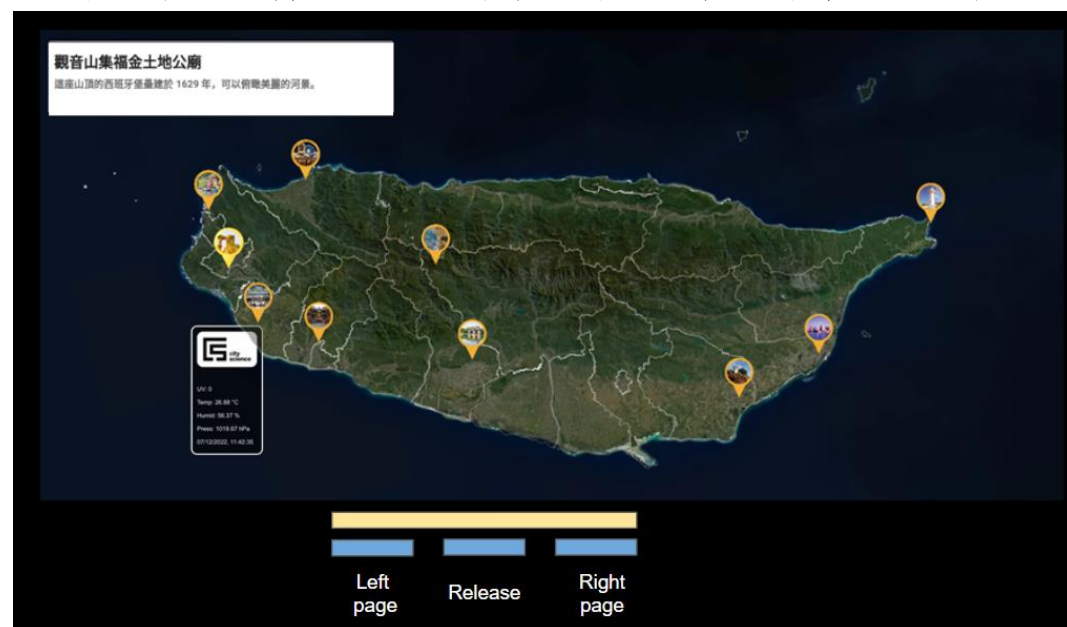 觀音山集福金土地公廟
這座山頂的西班牙堡壘建於 1629 年，可以俯瞰美麗的河景。
city
science
UV: 0
Temp: 26.88 °C
Humid: 56.37 %
Press: 1019.67 hPa
07/12/2022, 11:42:35
Left
page
Release
Right
page